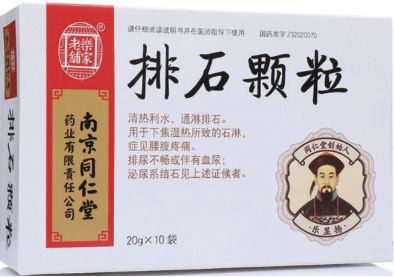 老樂
舖家
®
请仔细阅读说明书并在医师指导下使用
国药准字Z32020070
排石颗粒
清热利水，通淋排石。
用于下焦湿热所致的石淋，
症见腰腹疼痛、
排尿不畅或伴有血尿；
泌尿系结石见上述证候者。
20g×10袋
南京同仁堂
药业有限责任公司
同仁堂创始人
乐显扬
排石颗粒